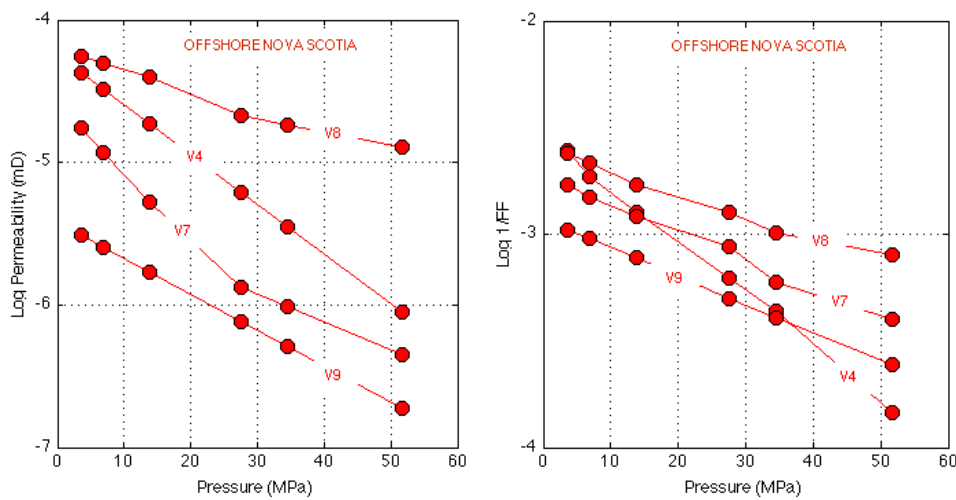 -4
OFFSHORE NOVA SCOTIA
V8
V4
-5
V7
-6
V9
-7
0 10 20 30 40 50 60
Pressure (MPa)
Log Permeability (mD)
-2
OFFSHORE NOVA SCOTIA
-3
V8
V9
V7
V4
-4
0 10 20 30 40 50 60
Pressure (MPa)
Log 1/FF